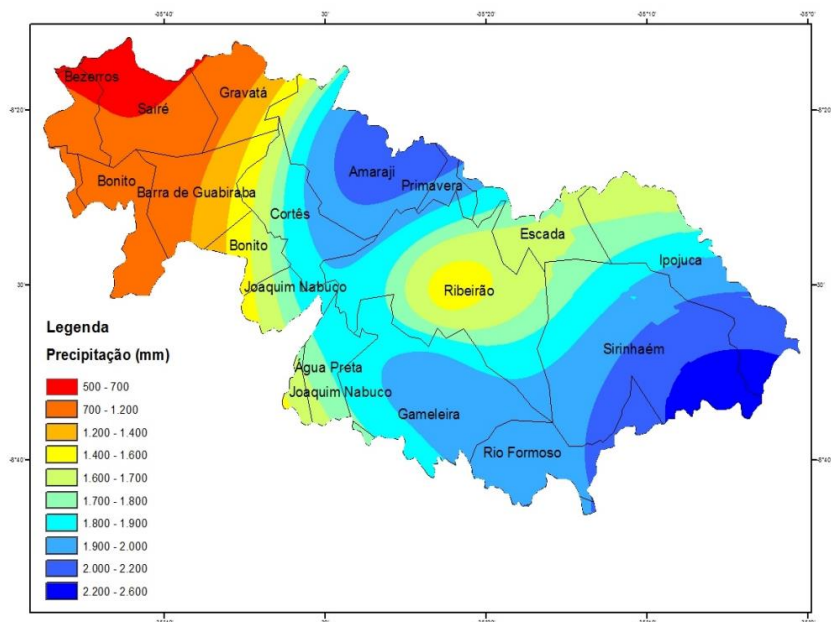 Bezerros
Sairé
Gravatá
Bonito
Barra de Guabiraba
Amaraji
Primavera
Cortês
Bonito
Escada
Ipojuca
Joaquim Nabuco
Ribeirão
Sirinhaém
Água Preta
Joaquim Nabuco
Gameleira
Rio Formoso
Legenda
Precipitação (mm)
500 - 700
700 - 1.200
1.200 - 1.400
1.400 - 1.600
1.600 - 1.700
1.700 - 1.800
1.800 - 1.900
1.900 - 2.000
2.000 - 2.200
2.200 - 2.600